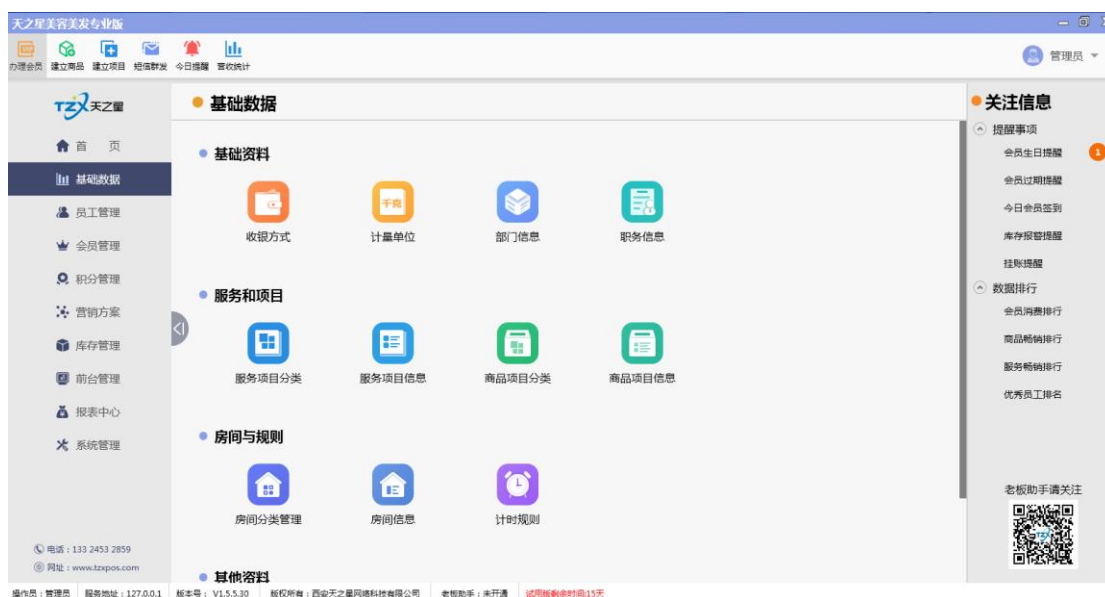 天之星美容美发专业版
办理会员 建立商品 建立项目 短信群发 今日提醒 营收统计
管理员
TZX天之星
首 页
基础数据
员工管理
会员管理
积分管理
营销方案
库存管理
前台管理
报表中心
系统管理
电话：133 2453 2859
网址：www.tzxpos.com
基础数据
基础资料
千克
收银方式 计量单位 部门信息 职务信息
服务和项目
服务项目分类 服务项目信息 商品项目分类 商品项目信息
房间与规则
房间分类管理 房间信息 计时规则
其他资料
关注信息
提醒事项
会员生日提醒 1
会员过期提醒
今日会员签到
库存报警提醒
挂账提醒
数据排行
会员消费排行
商品畅销排行
服务畅销排行
优秀员工排名
老板助手请关注
TZX
操作员：管理员 服务地址：127.0.0.1 版本号： V1.5.5.30 版权所有：西安天之星网络科技有限公司 老板助手：未开通 试用版剩余时间:15天